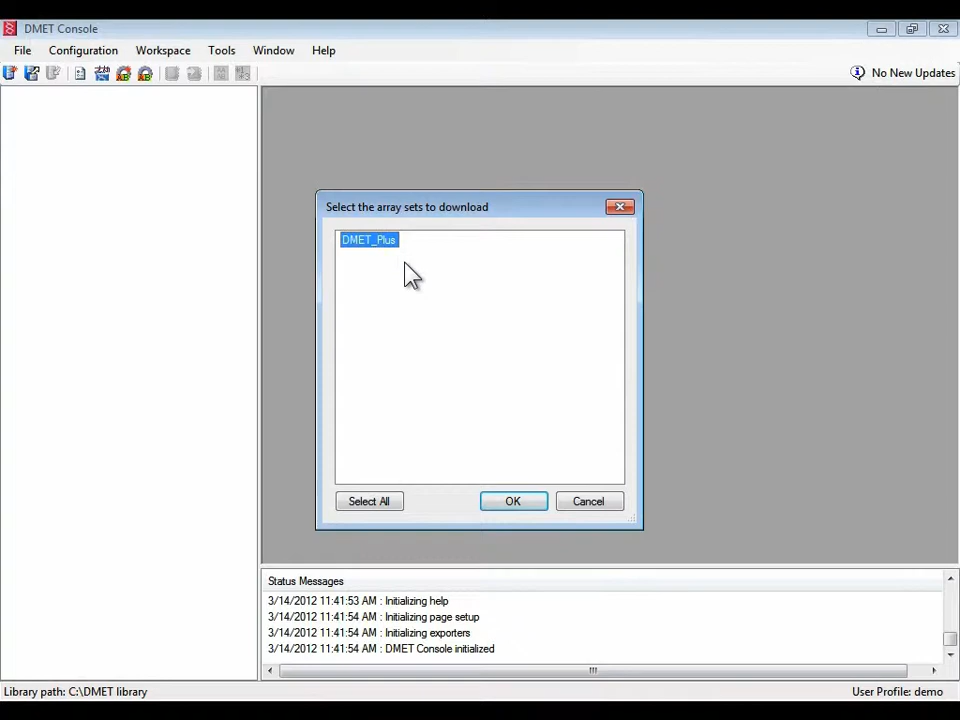 DMET Console
File Configuration Workspace Tools Window Help
No New Updates
Select the array sets to download
DMET_Plus
Select All OK Cancel
Status Messages
3/14/2012 11:41:53 AM : Initializing help
3/14/2012 11:41:54 AM : Initializing page setup
3/14/2012 11:41:54 AM : Initializing exporters
3/14/2012 11:41:54 AM : DMET Console initialized
Library path: C:\DMET library User Profile: demo